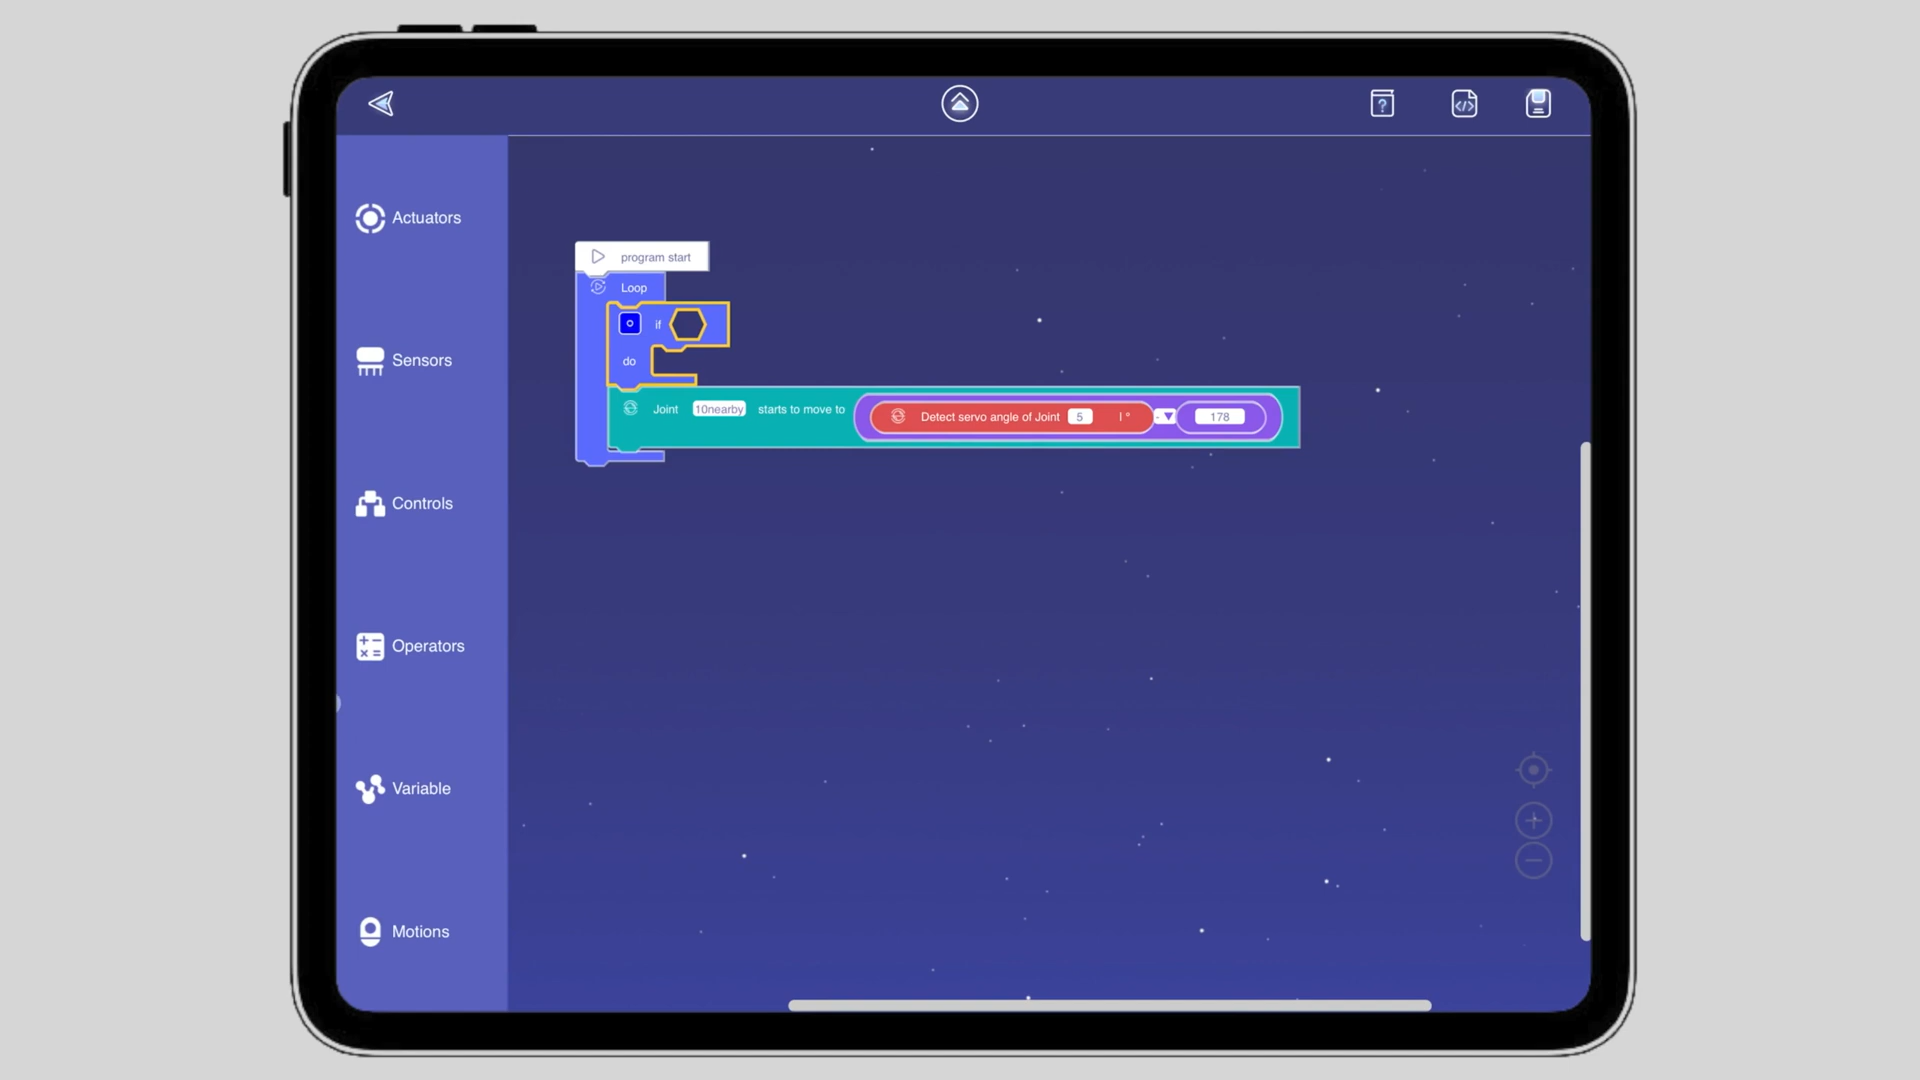 Actuators
Sensors
Controls
Operators
Variable
Motions
program start
Loop
if
do
Joint 10nearby starts to move to Detect servo angle of Joint 5 | ° - 178